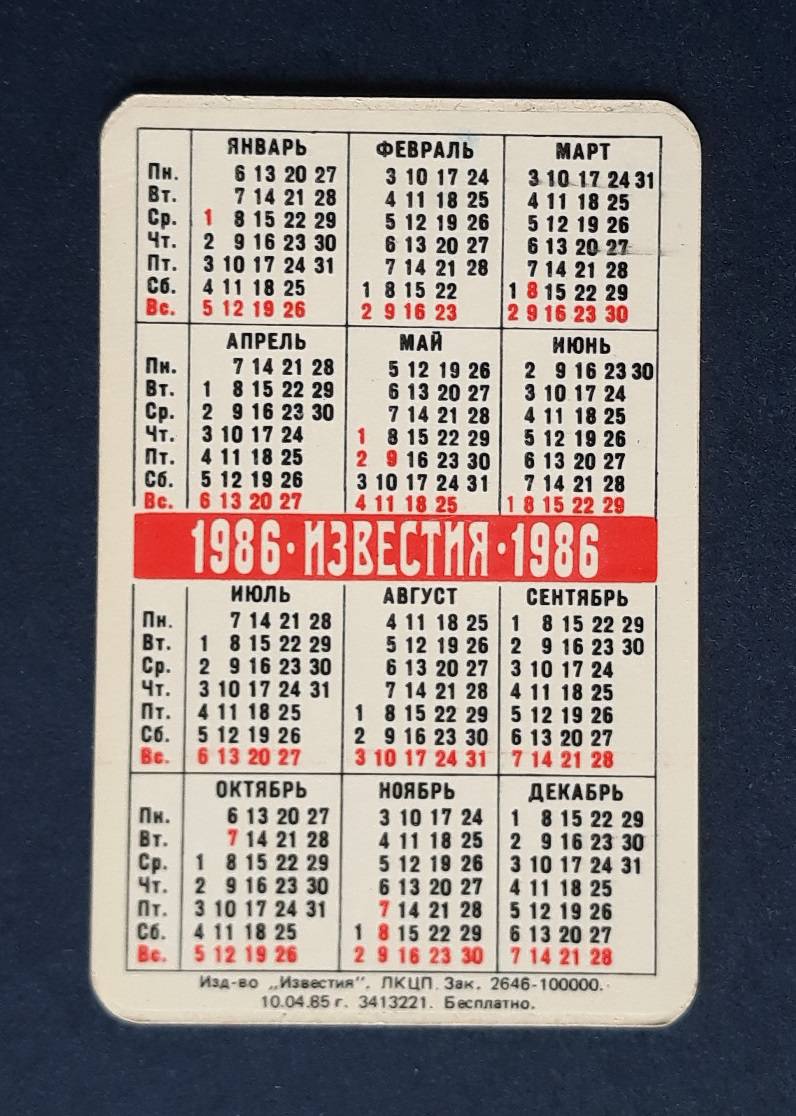 ЯНВАРЬ ФЕВРАЛЬ МАРТ
Пн. 6 13 20 27 3 10 17 24 3 10 17 24 31
Вт. 7 14 21 28 4 11 18 25 4 11 18 25
Ср. 1 8 15 22 29 5 12 19 26 5 12 19 26
Чт. 2 9 16 23 30 6 13 20 27 6 13 20 27
Пт. 3 10 17 24 31 7 14 21 28 7 14 21 28
Сб. 4 11 18 25 1 8 15 22 1 8 15 22 29
Вс. 5 12 19 26 2 9 16 23 2 9 16 23 30
АПРЕЛЬ МАЙ ИЮНЬ
Пн. 7 14 21 28 5 12 19 26 2 9 16 23 30
Вт. 1 8 15 22 29 6 13 20 27 3 10 17 24
Ср. 2 9 16 23 30 7 14 21 28 4 11 18 25
Чт. 3 10 17 24 1 8 15 22 29 5 12 19 26
Пт. 4 11 18 25 2 9 16 23 30 6 13 20 27
Сб. 5 12 19 26 3 10 17 24 31 7 14 21 28
Вс. 6 13 20 27 4 11 18 25 1 8 15 22 29
1986 · ИЗВЕСТИЯ · 1986
ИЮЛЬ АВГУСТ СЕНТЯБРЬ
Пн. 7 14 21 28 4 11 18 25 1 8 15 22 29
Вт. 1 8 15 22 29 5 12 19 26 2 9 16 23 30
Ср. 2 9 16 23 30 6 13 20 27 3 10 17 24
Чт. 3 10 17 24 31 7 14 21 28 4 11 18 25
Пт. 4 11 18 25 1 8 15 22 29 5 12 19 26
Сб. 5 12 19 26 2 9 16 23 30 6 13 20 27
Вс. 6 13 20 27 3 10 17 24 31 7 14 21 28
ОКТЯБРЬ НОЯБРЬ ДЕКАБРЬ
Пн. 6 13 20 27 3 10 17 24 1 8 15 22 29
Вт. 7 14 21 28 4 11 18 25 2 9 16 23 30
Ср. 1 8 15 22 29 5 12 19 26 3 10 17 24 31
Чт. 2 9 16 23 30 6 13 20 27 4 11 18 25
Пт. 3 10 17 24 31 7 14 21 28 5 12 19 26
Сб. 4 11 18 25 1 8 15 22 29 6 13 20 27
Вс. 5 12 19 26 2 9 16 23 30 7 14 21 28
Изд-во „Известия". ЛКЦП. Зак. 2646-100000.
10.04.85 г. 3413221. Бесплатно.